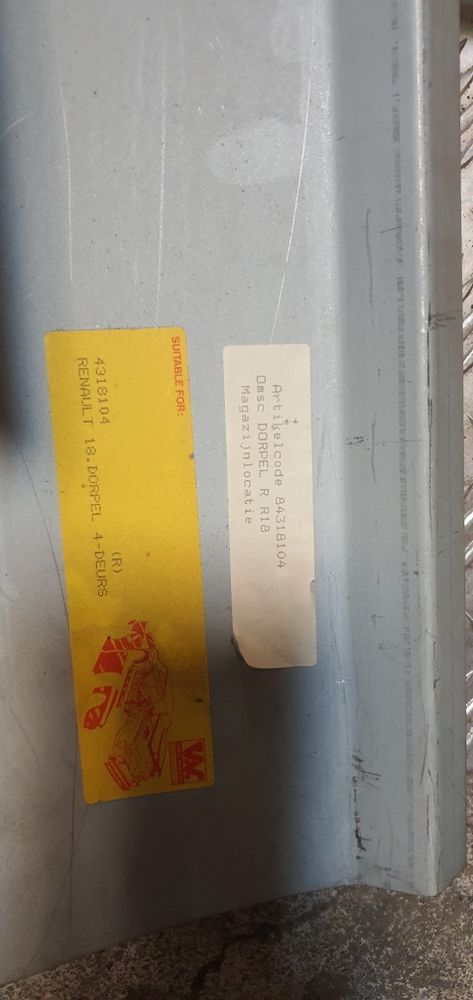 SUITABLE FOR:
4318104 (R)
RENAULT 18.DORPEL 4-DEURS
W
Artikelcode 84318104
Omsc DORPEL R R18
Magazijnlocatie